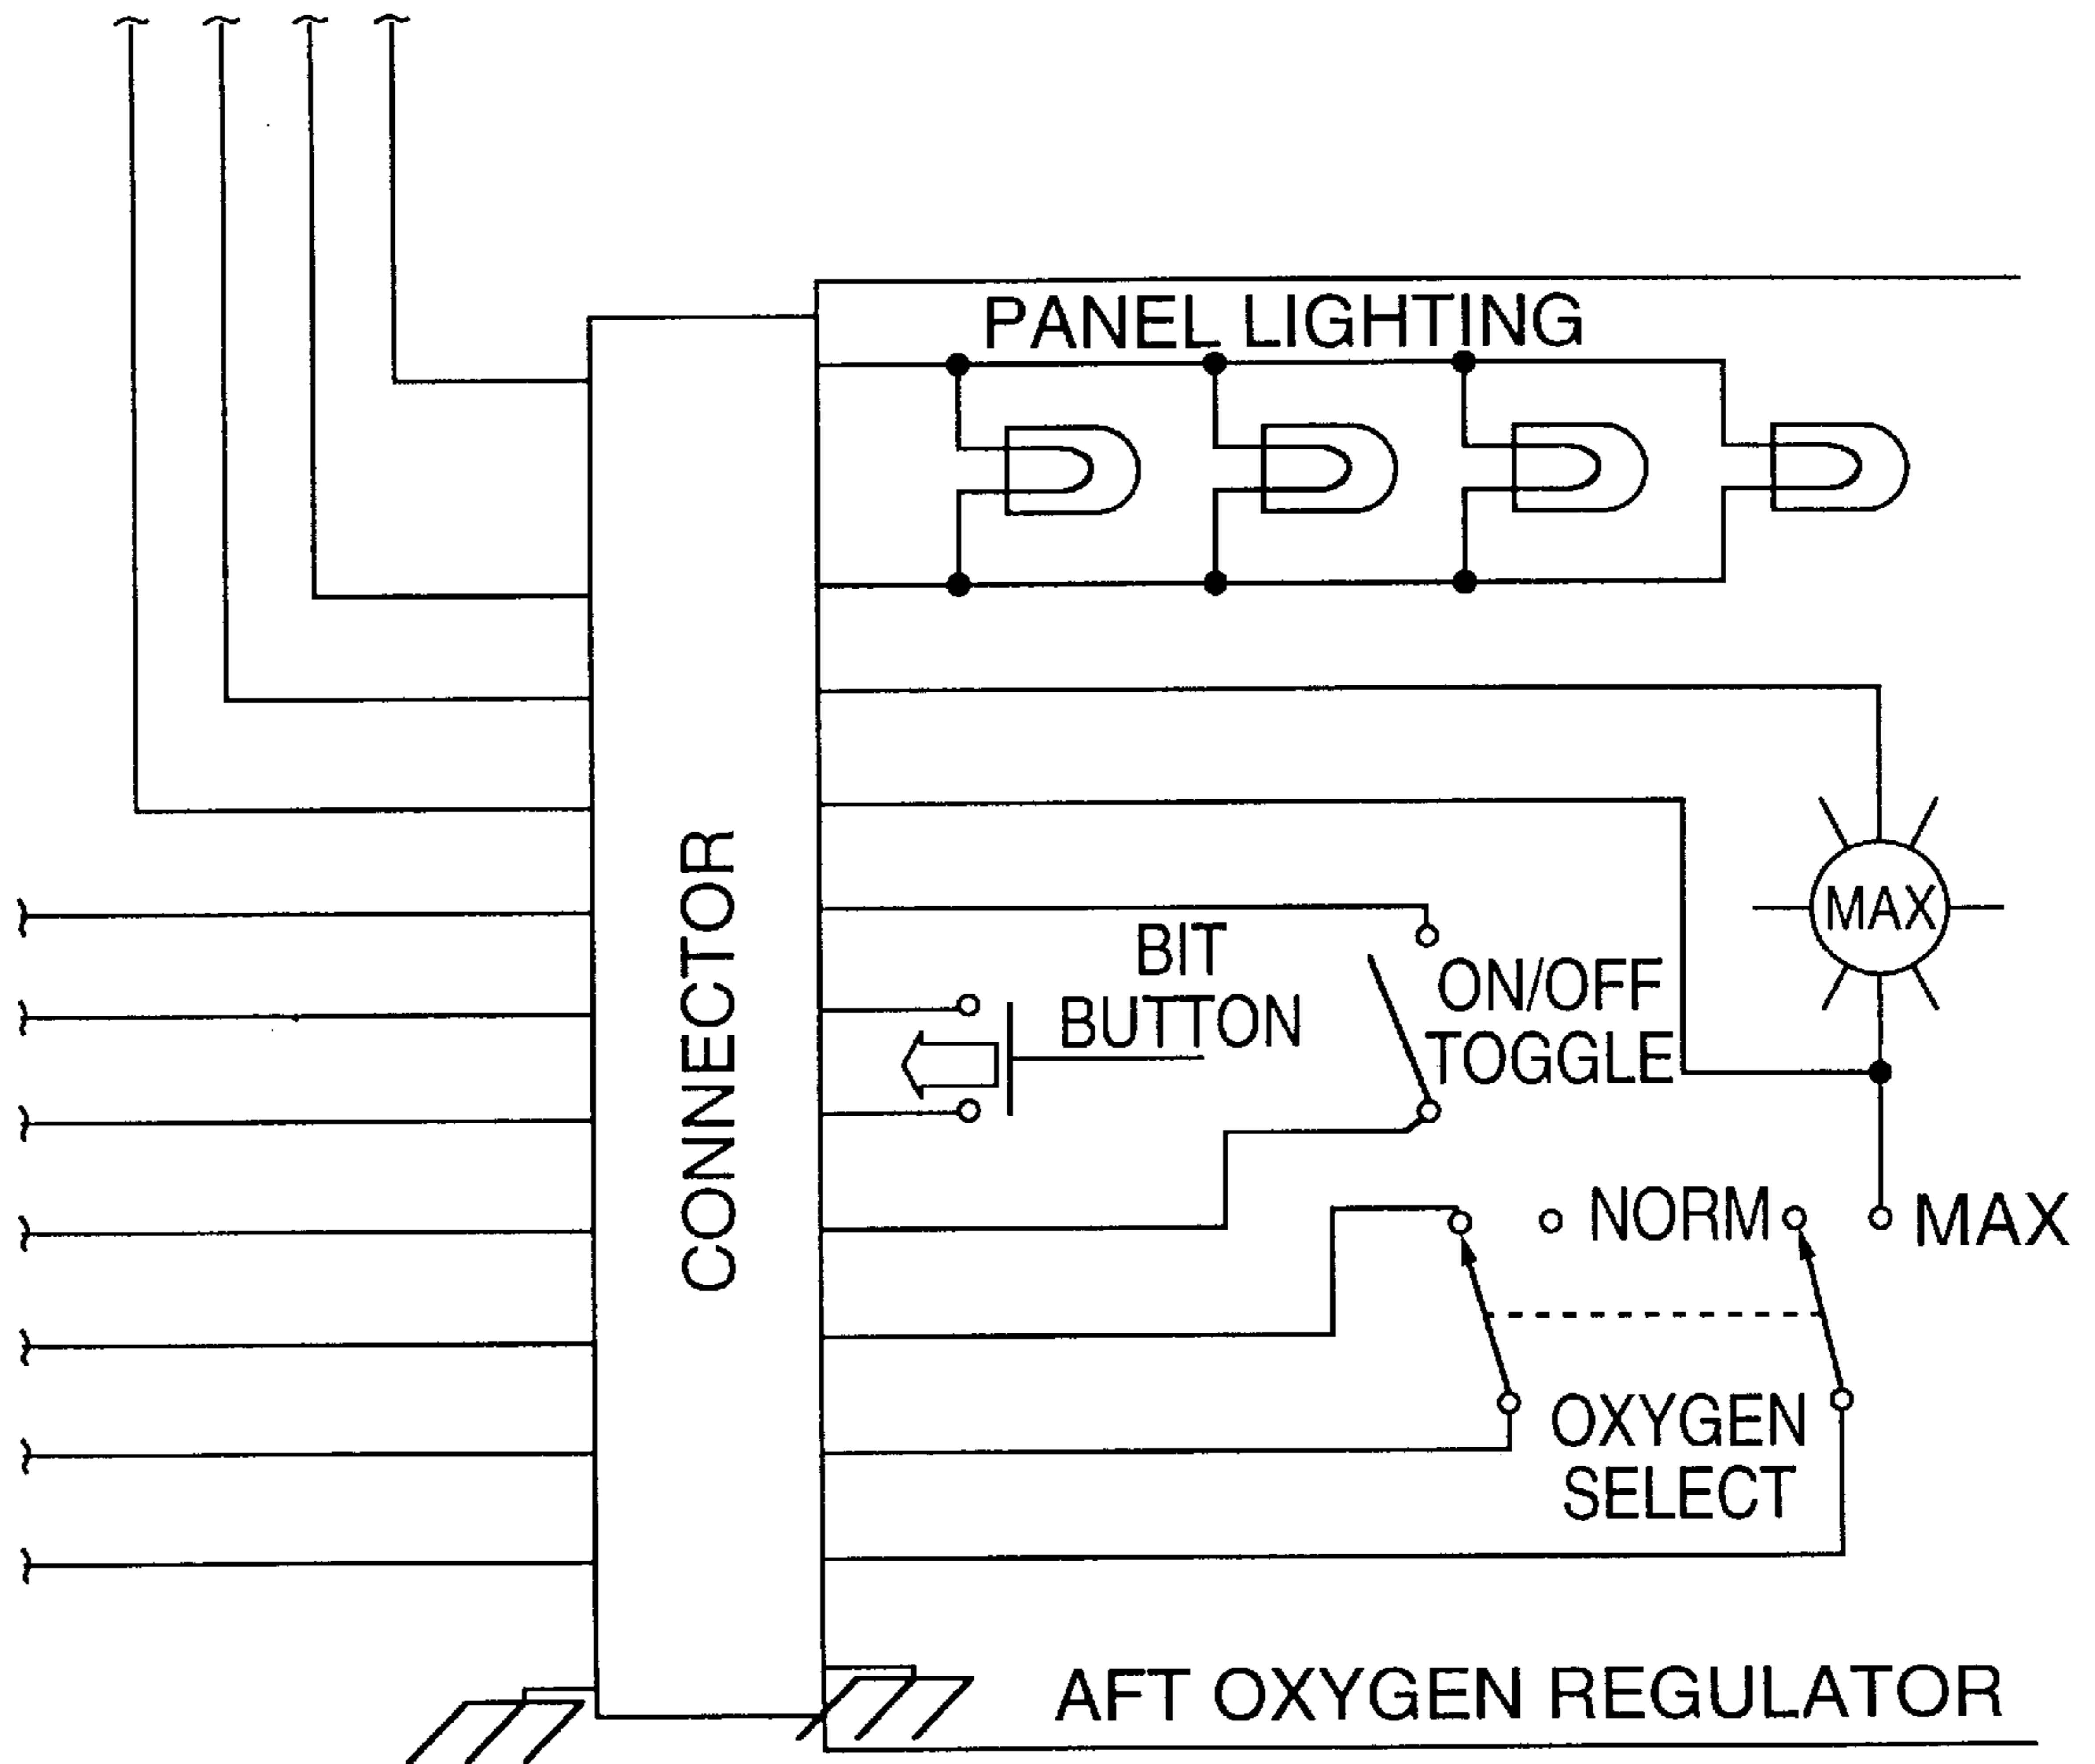 PANEL LIGHTING
CONNECTOR
MAX
BIT
BUTTON
ON/OFF
TOGGLE
NORM
MAX
OXYGEN
SELECT
AFT OXYGEN REGULATOR